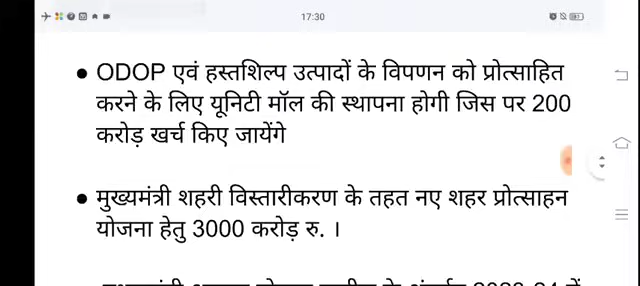 17:30
• ODOP एवं हस्तशिल्प उत्पादों के विपणन को प्रोत्साहित
करने के लिए यूनिटी मॉल की स्थापना होगी जिस पर 200
करोड़ खर्च किए जायेंगे
• मुख्यमंत्री शहरी विस्तारीकरण के तहत नए शहर प्रोत्साहन
योजना हेतु 3000 करोड़ रु. ।